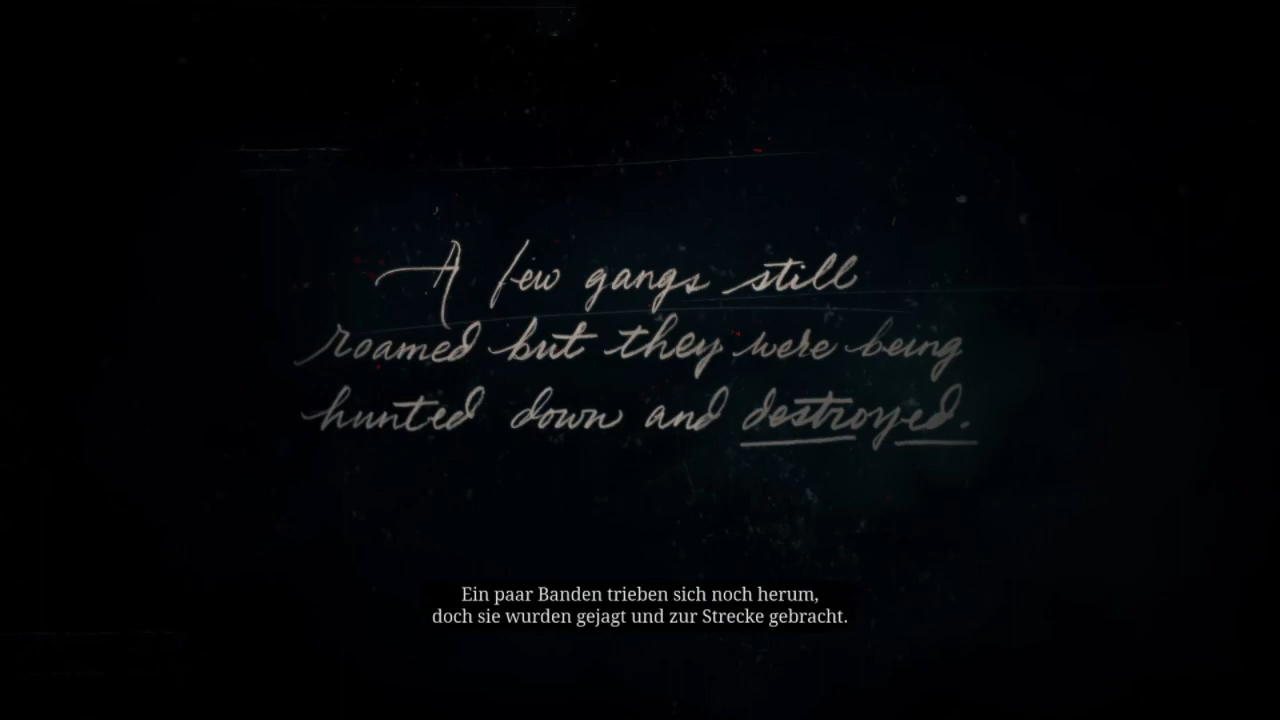 A few gangs still
roamed but they were being
hunted down and destroyed.
Ein paar Banden trieben sich noch herum,
doch sie wurden gejagt und zur Strecke gebracht.